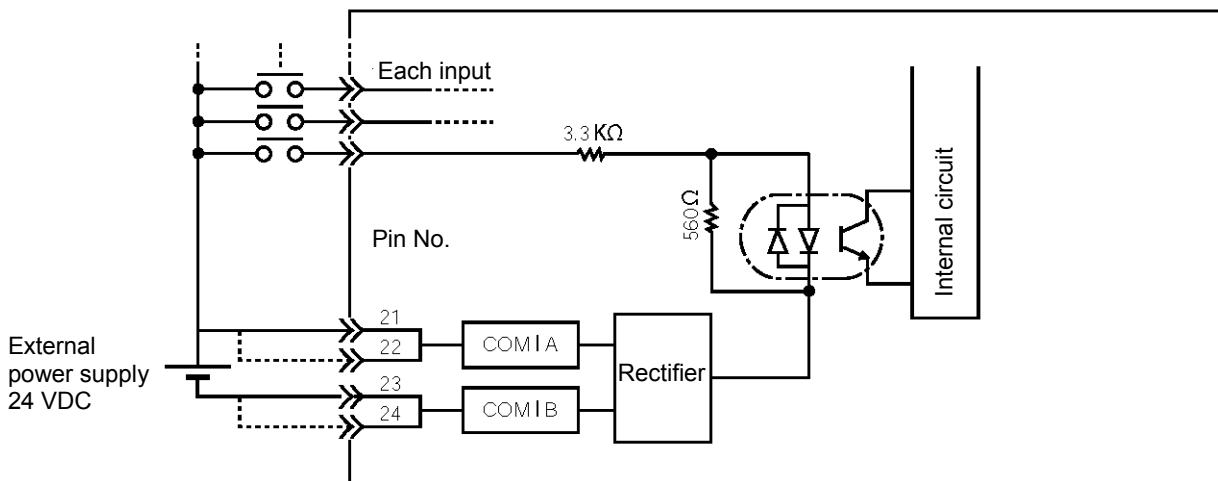 Each input
3.3 KΩ
560Ω
Internal circuit
Pin No.
21
22
COM I A
Rectifier
External
power supply
24 VDC
23
24
COM I B